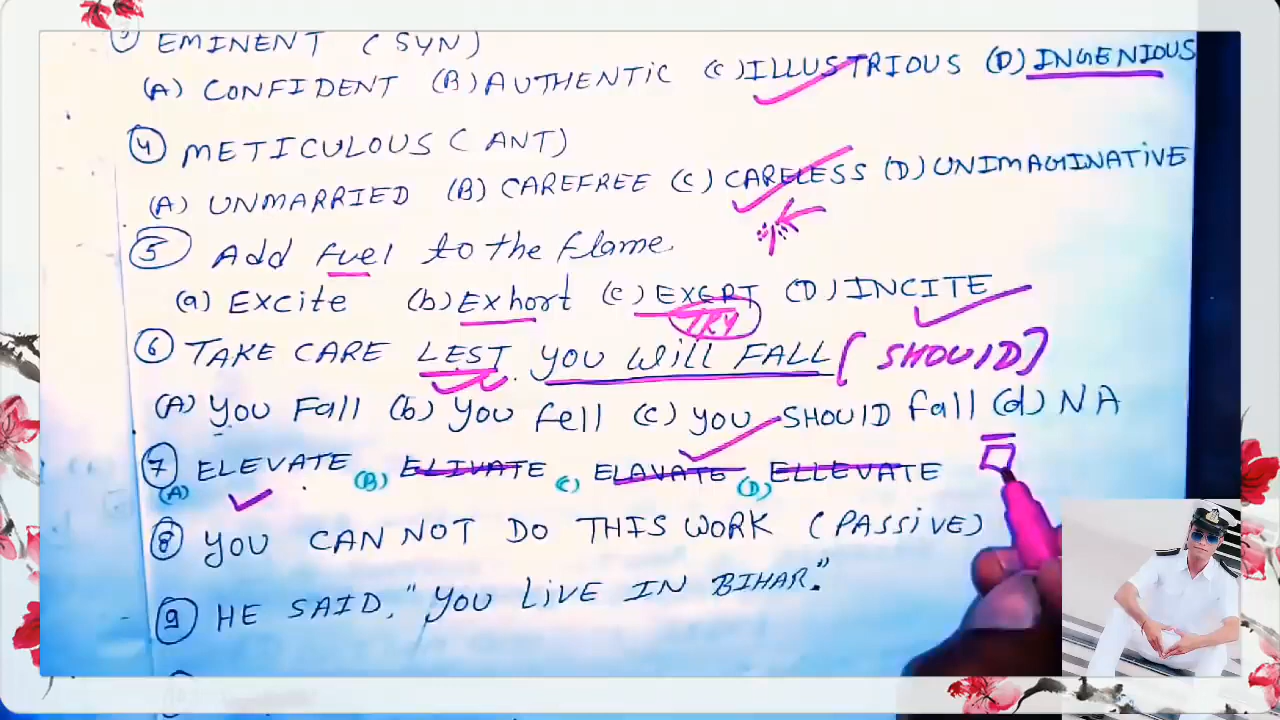 3 EMINENT (SYN)
(A) CONFIDENT (B) AUTHENTIC (C) ILLUSTRIOUS (D) INGENIOUS
4 METICULOUS (ANT)
(A) UNMARRIED (B) CAREFREE (C) CARELESS (D) UNIMAGINATIVE
5 Add fuel to the flame.
(a) Excite (b) Exhort (c) EXERT (D) INCITE
TRY
6 TAKE CARE LEST YOU WILL FALL [SHOULD]
(A) you Fall (b) you fell (c) you SHOULD fall (d) NA
7 (A) ELEVATE (B) ELIVATE (C) ELAVATE (D) ELLEVATE
8 YOU CAN NOT DO THIS WORK (PASSIVE)
9 HE SAID, "YOU LIVE IN BIHAR."